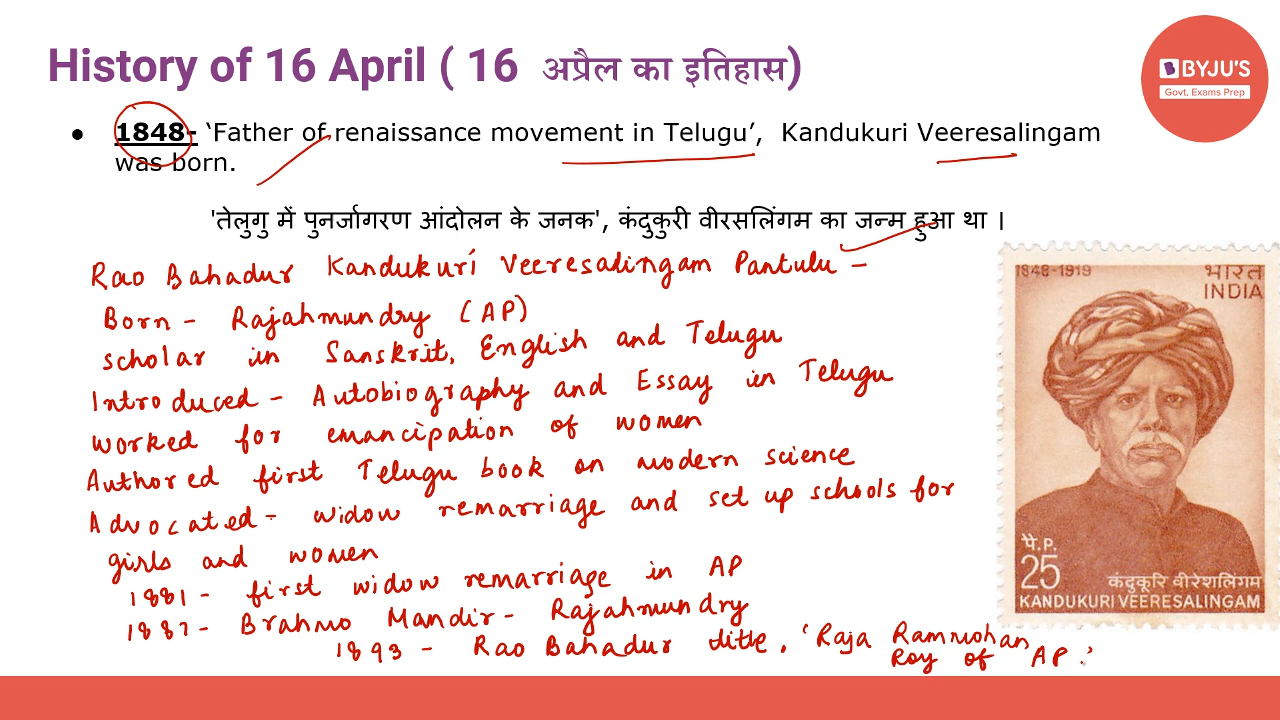 History of 16 April ( 16 अप्रैल का इतिहास)
BYJU'S
Govt. Exams Prep
● 1848- ‘Father of renaissance movement in Telugu’, Kandukuri Veeresalingam
was born.
'तेलुगु में पुनर्जागरण आंदोलन के जनक', कंदुकुरी वीरसलिंगम का जन्म हुआ था ।
Rao Bahadur Kandukuri Veeresalingam Pantulu -
Born - Rajahmundry (AP)
scholar in Sanskrit, English and Telugu
Introduced - Autobiography and Essay in Telugu
worked for emancipation of women
Authored first Telugu book on modern science
Advocated - widow remarriage and set up schools for
girls and women
1881 - first widow remarriage in AP
1887 - Brahmo Mandir - Rajahmundry
1893 - Rao Bahadur title, 'Raja Rammohan
Roy of AP.'
1848-1919
भारत
INDIA
पै.P.
25
कंदुकूरि वीरेशलिंगम
KANDUKURI VEERESALINGAM